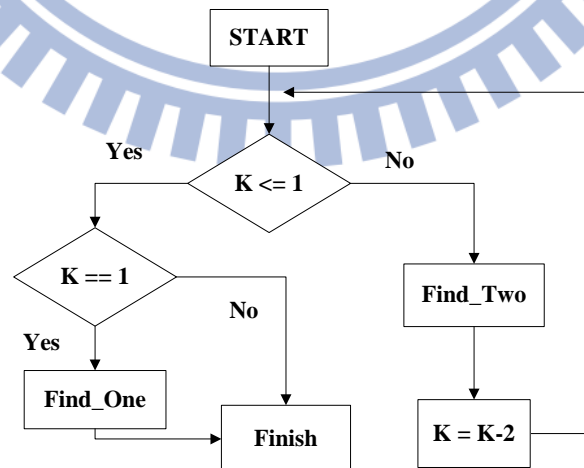 START
Yes
No
K <= 1
K == 1
Find_Two
No
Yes
Find_One
Finish
K = K-2